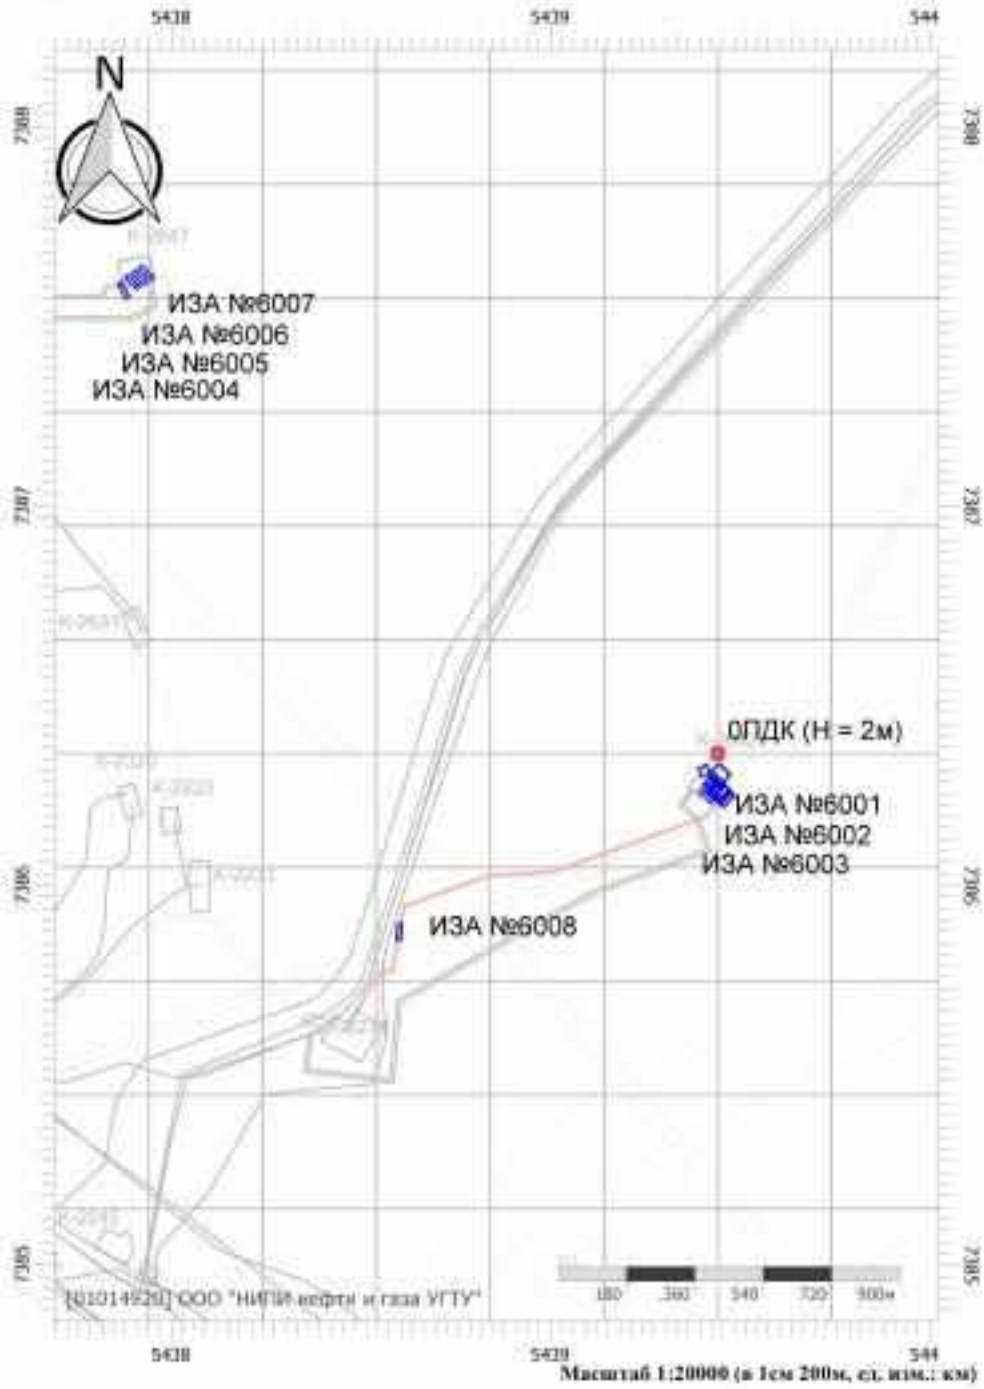 5438 5439 544
N
7388 7388
ИЗА №6007
ИЗА №6006
ИЗА №6005
ИЗА №6004
7387 7387
0ПДК (Н = 2м)
ИЗА №6001
ИЗА №6002
ИЗА №6003
7386 7386
ИЗА №6008
7385 7385
180 360 540 720 900м
[01014920] ООО "НИПИ нефти и газа УГТУ"
5438 5439 544
Масштаб 1:20000 (в 1см 200м, ед. изм.: км)